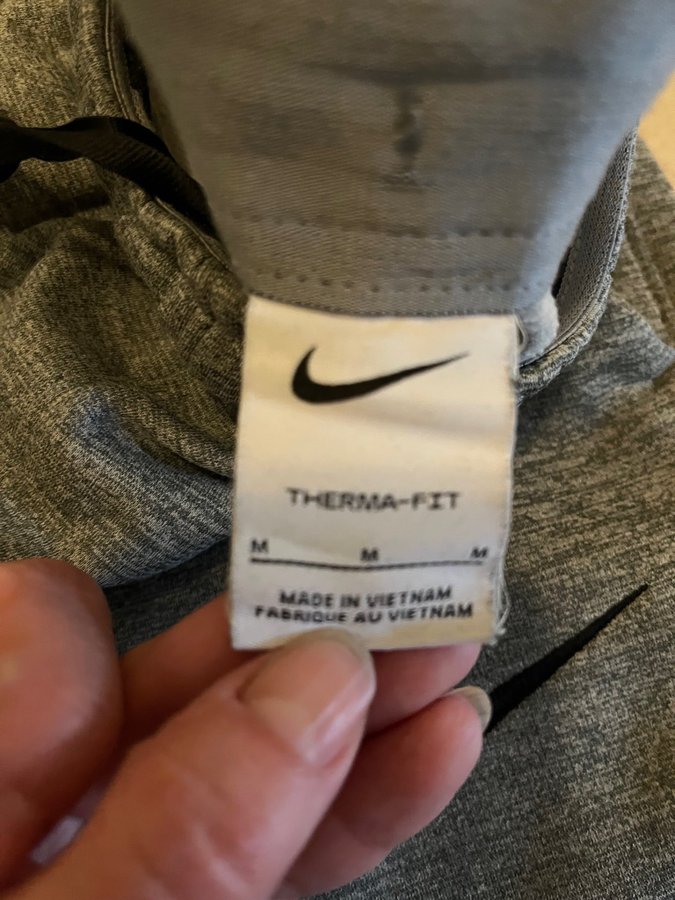 THERMA-FIT
M M M
MADE IN VIETNAM
FABRIQUE AU VIETNAM